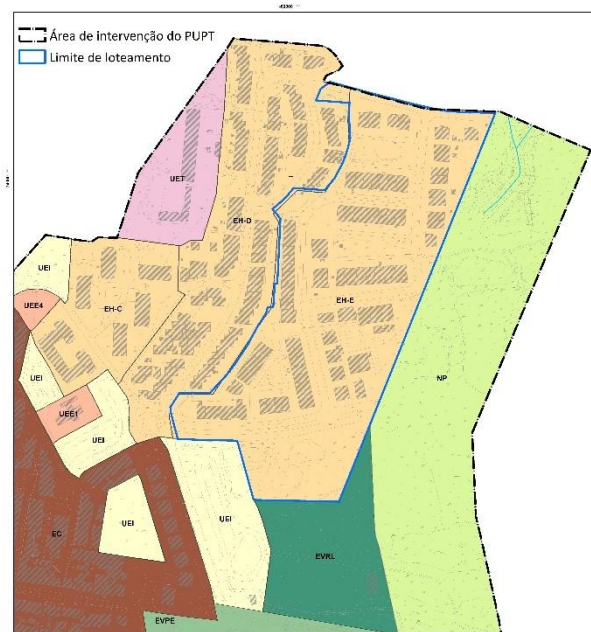 Área de intervenção do PUPT
Limite de loteamento
UET
EH-D
UEI
UEE4
EH-C
EH-E
UEI
NP
UEE1
UEI
UEI
UEI
EC
EVRL
EVPE